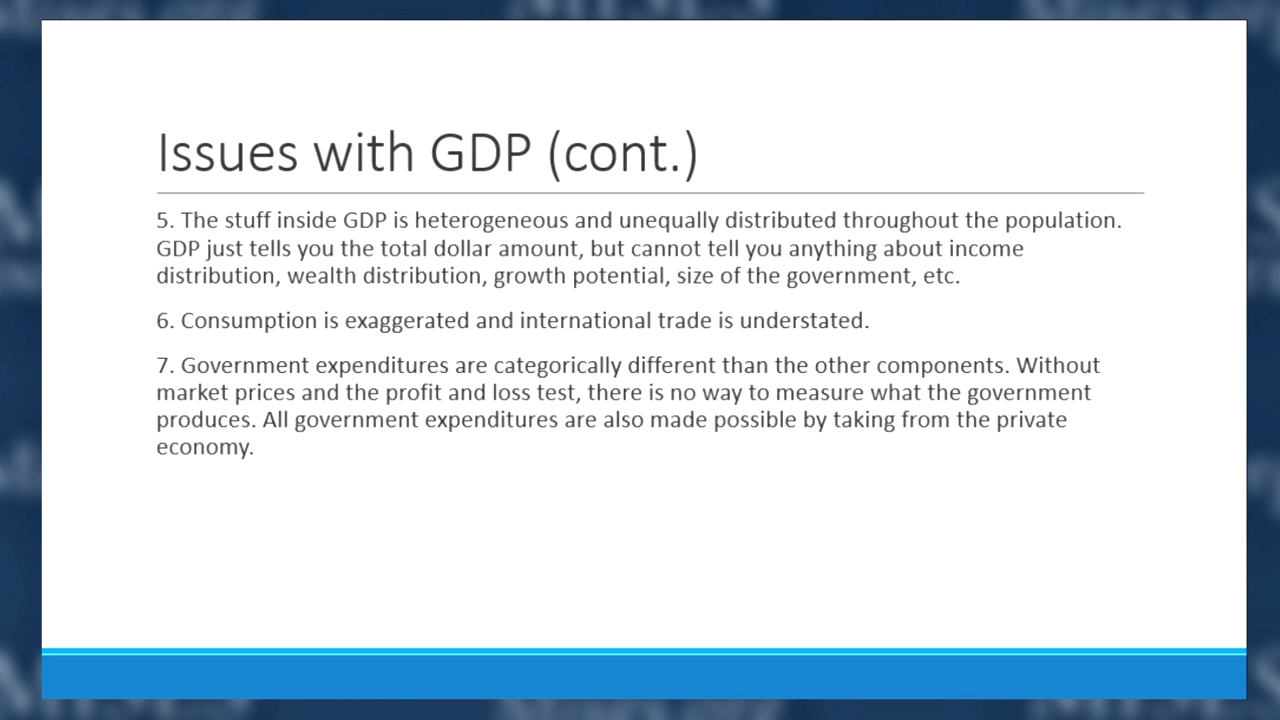 Issues with GDP (cont.)
5. The stuff inside GDP is heterogeneous and unequally distributed throughout the population.
GDP just tells you the total dollar amount, but cannot tell you anything about income
distribution, wealth distribution, growth potential, size of the government, etc.
6. Consumption is exaggerated and international trade is understated.
7. Government expenditures are categorically different than the other components. Without
market prices and the profit and loss test, there is no way to measure what the government
produces. All government expenditures are also made possible by taking from the private
economy.